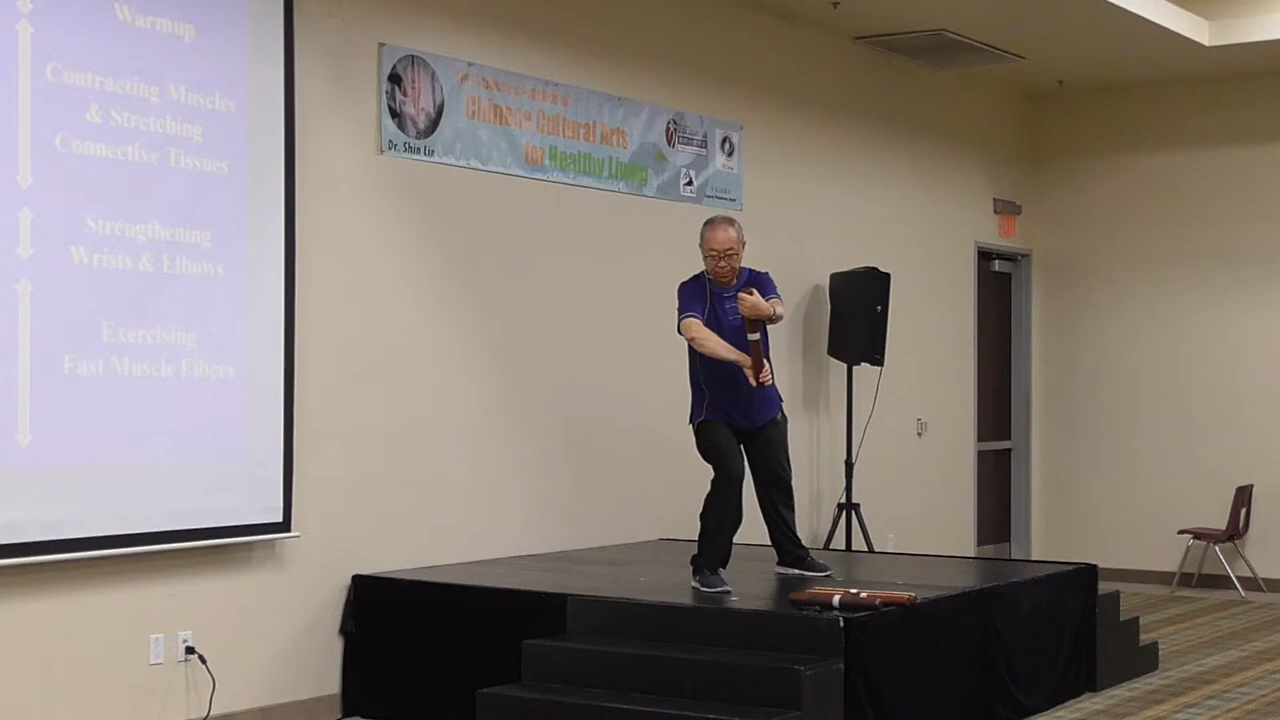 Warmup
Contracting Muscles
& Stretching
Connective Tissues
Strengthening
Wrists & Elbows
Exercising
Fast Muscle Fibers
Chinese Cultural Arts
for Healthy Living
Dr. Shin Lin
EXIT